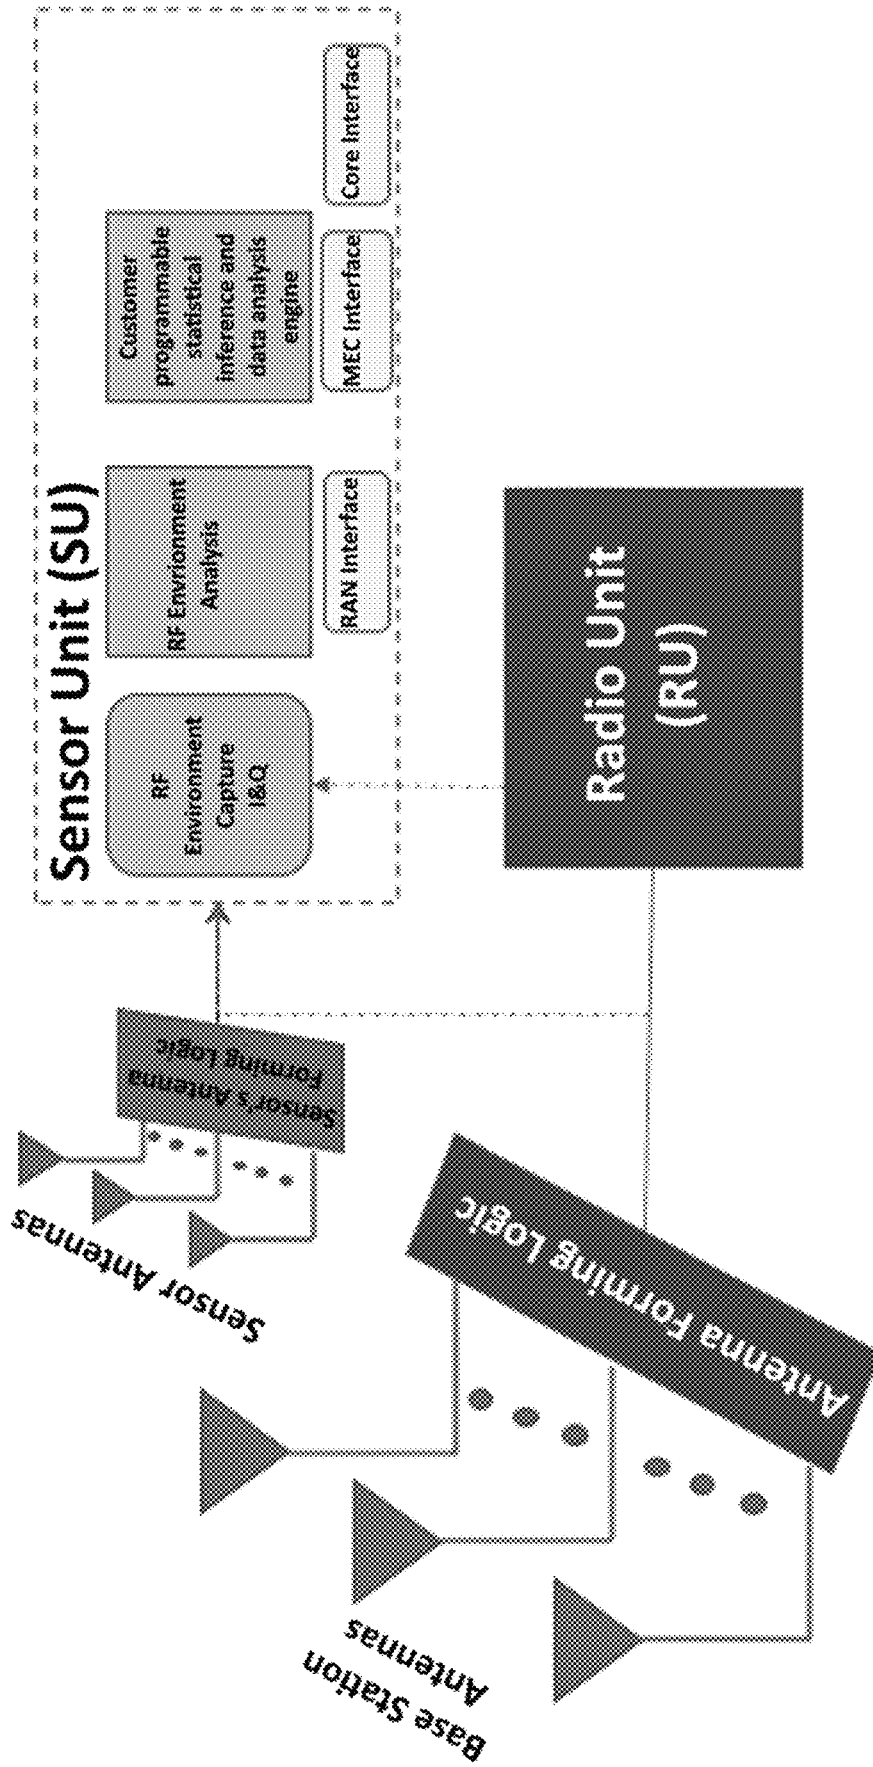 Sensor Unit (SU)
RF
Environment
Capture
I&Q
RF Envrionment
Analysis
Customer
programmable
statistical
inference and
data analysis
engine
RAN Interface
MEC Interface
Core Interface
Sensor Antennas
Sensor's Antenna
Forming Logic
Base Station
Antennas
Antenna Forming Logic
Radio Unit
(RU)